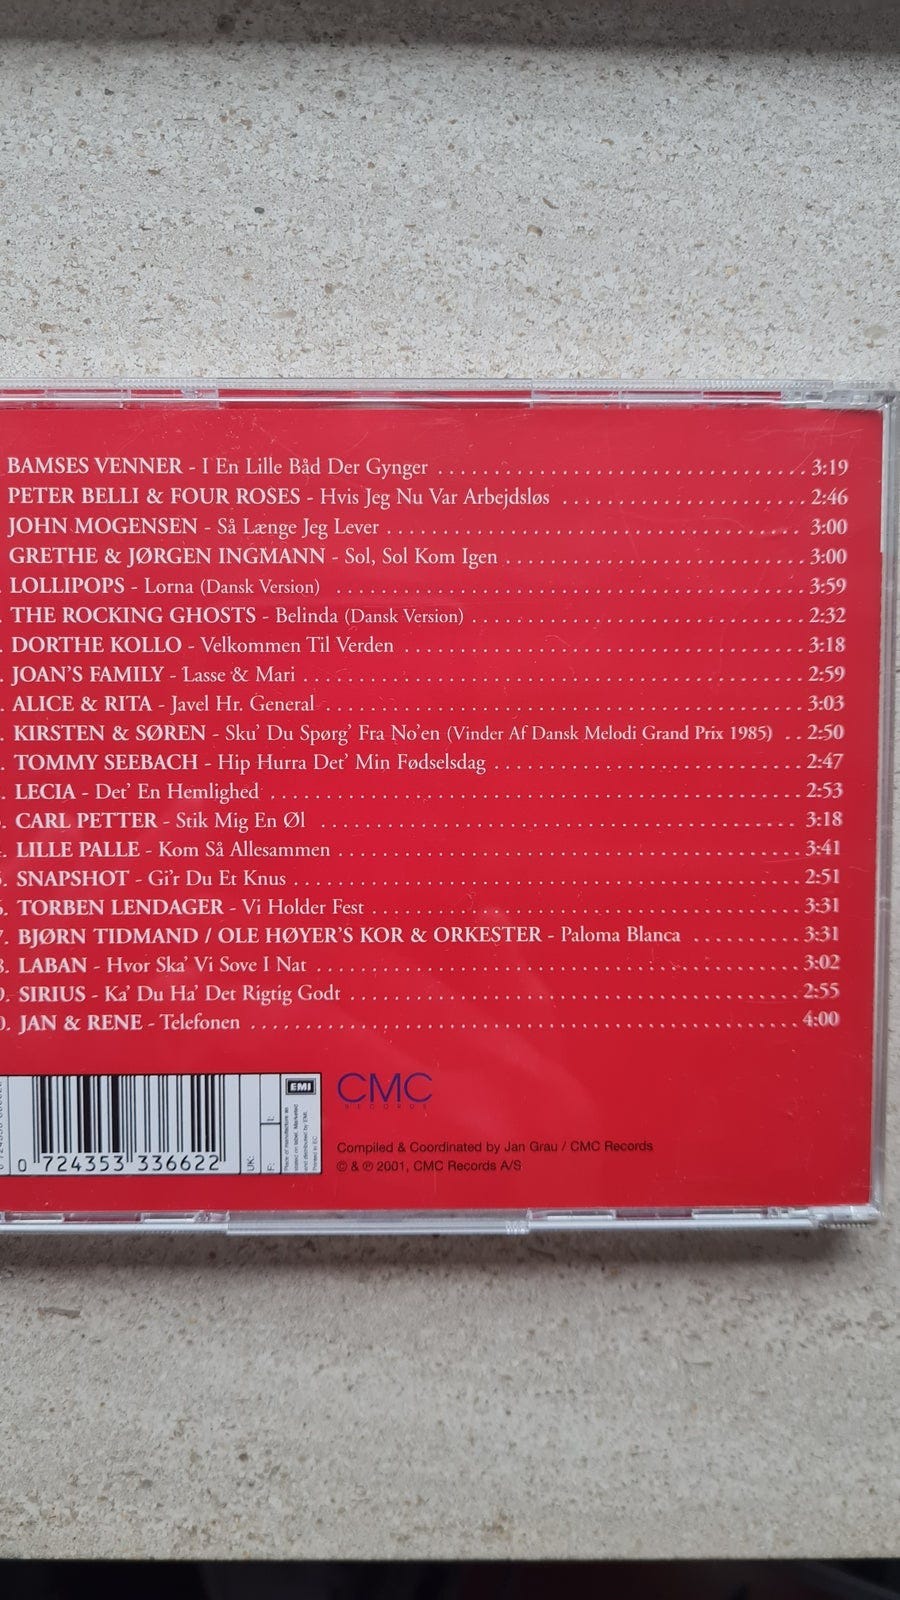 BAMSES VENNER - I En Lille Båd Der Gynger 3:19
PETER BELLI & FOUR ROSES - Hvis Jeg Nu Var Arbejdsløs 2:46
JOHN MOGENSEN - Så Længe Jeg Lever 3:00
GRETHE & JØRGEN INGMANN - Sol, Sol Kom Igen 3:00
LOLLIPOPS - Lorna (Dansk Version) 3:59
THE ROCKING GHOSTS - Belinda (Dansk Version) 2:32
DORTHE KOLLO - Velkommen Til Verden 3:18
JOAN'S FAMILY - Lasse & Mari 2:59
ALICE & RITA - Javel Hr. General 3:03
KIRSTEN & SØREN - Sku' Du Spørg' Fra No'en (Vinder Af Dansk Melodi Grand Prix 1985) 2:50
TOMMY SEEBACH - Hip Hurra Det' Min Fødselsdag 2:47
LECIA - Det' En Hemlighed 2:53
CARL PETTER - Stik Mig En Øl 3:18
LILLE PALLE - Kom Så Allesammen 3:41
SNAPSHOT - Gi'r Du Et Knus 2:51
6. TORBEN LENDAGER - Vi Holder Fest 3:31
7. BJØRN TIDMAND / OLE HØYER'S KOR & ORKESTER - Paloma Blanca 3:31
8. LABAN - Hvor Ska' Vi Sove I Nat 3:02
9. SIRIUS - Ka' Du Ha' Det Rigtig Godt 2:55
0. JAN & RENE - Telefonen 4:00
EMI
UK:
F:
0 724353 336622
CMC
RECORDS
Compiled & Coordinated by Jan Grau / CMC Records
© & ℗ 2001, CMC Records A/S